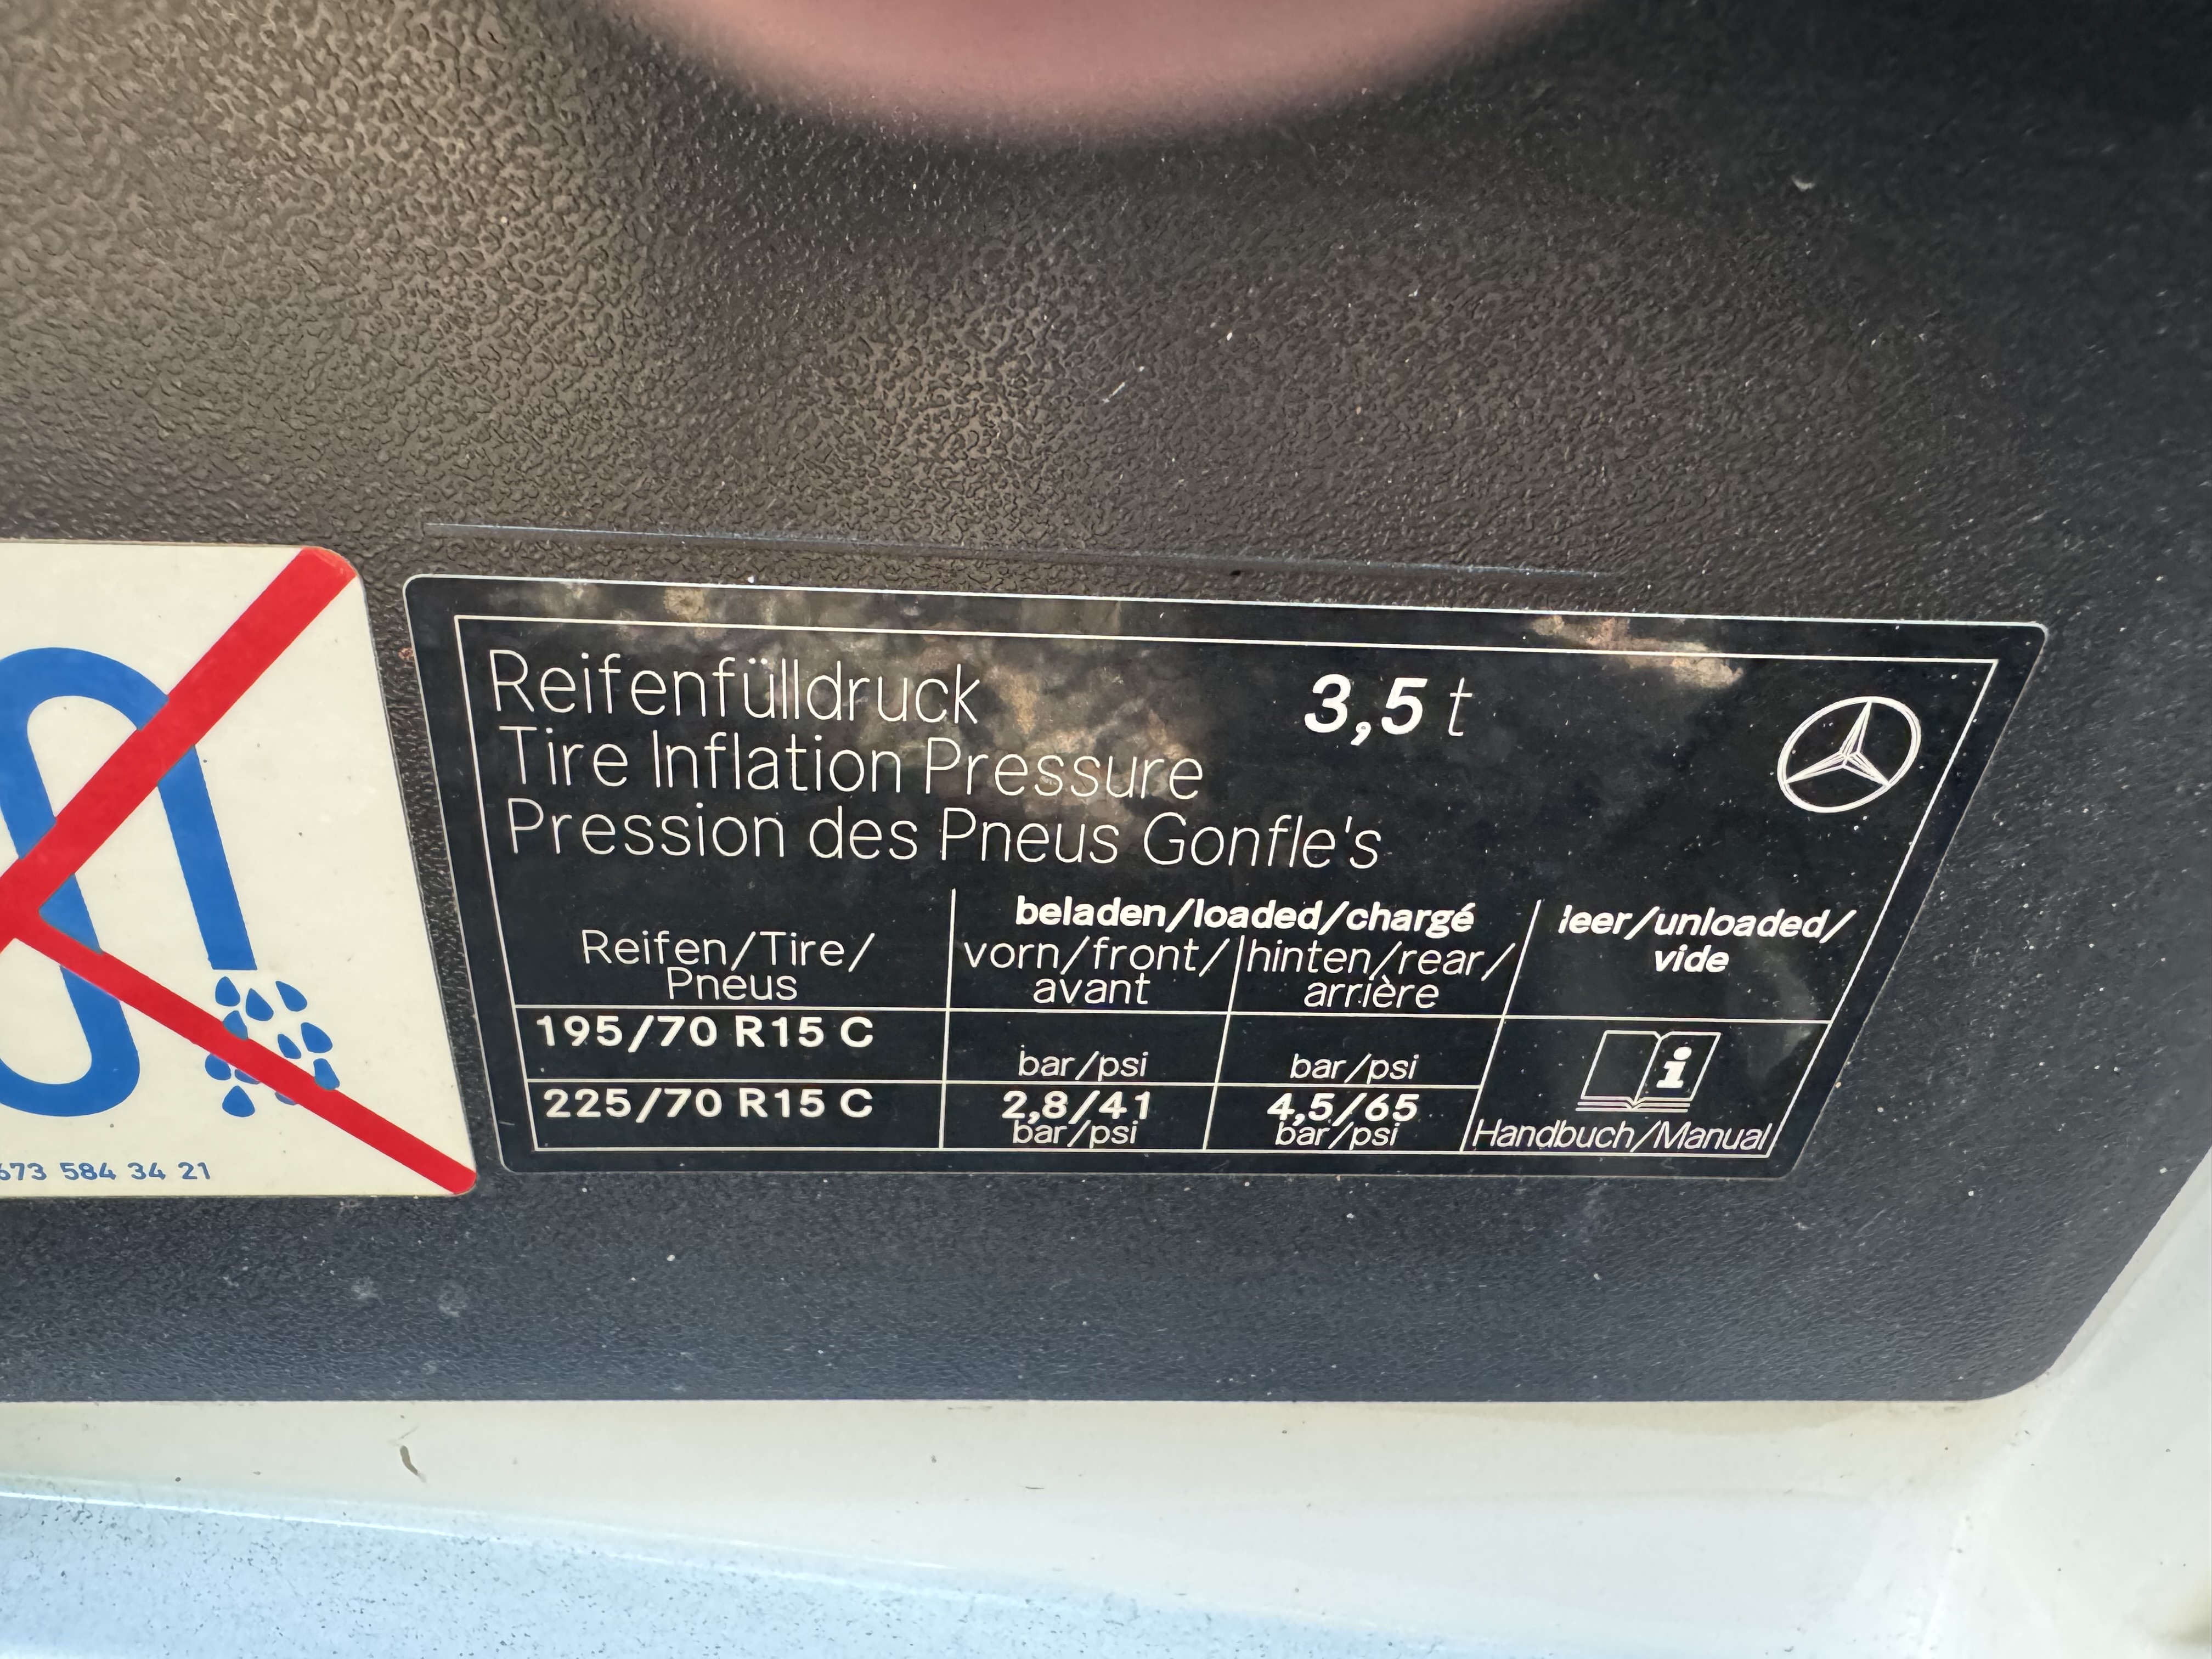 Reifenfülldruck 3,5 t
Tire Inflation Pressure
Pression des Pneus Gonfle's
beladen/loaded/chargé
leer/unloaded/
vide
Reifen/Tire/
Pneus
vorn/front/
avant
hinten/rear/
arrière
195/70 R15 C
bar/psi
bar/psi
225/70 R15 C
2,8/41
bar/psi
4,5/65
bar/psi
i
Handbuch/Manual
673 584 34 21